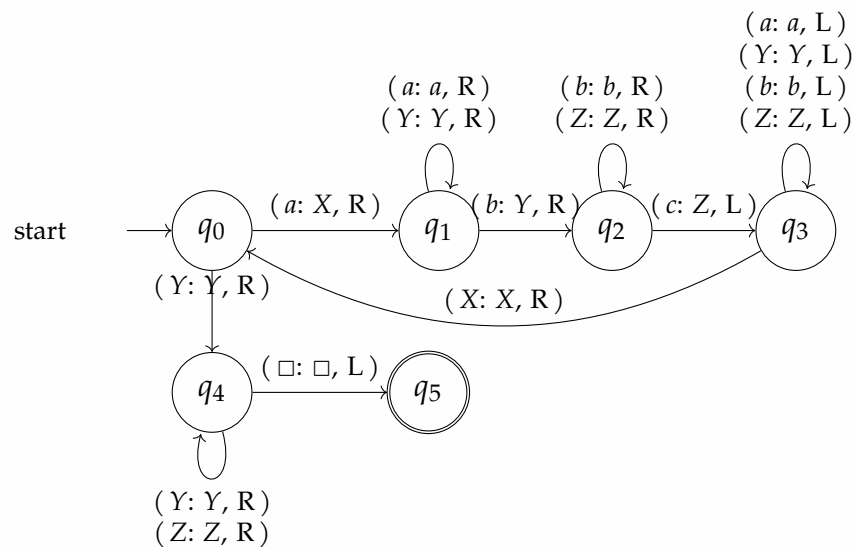 (a: a, L)
(Y: Y, L)
(a: a, R) (b: b, R) (b: b, L)
(Y: Y, R) (Z: Z, R) (Z: Z, L)
(a: X, R) (b: Y, R) (c: Z, L)
start q0 q1 q2 q3
(Y: Y, R)
(X: X, R)
(□: □, L)
q4 q5
(Y: Y, R)
(Z: Z, R)